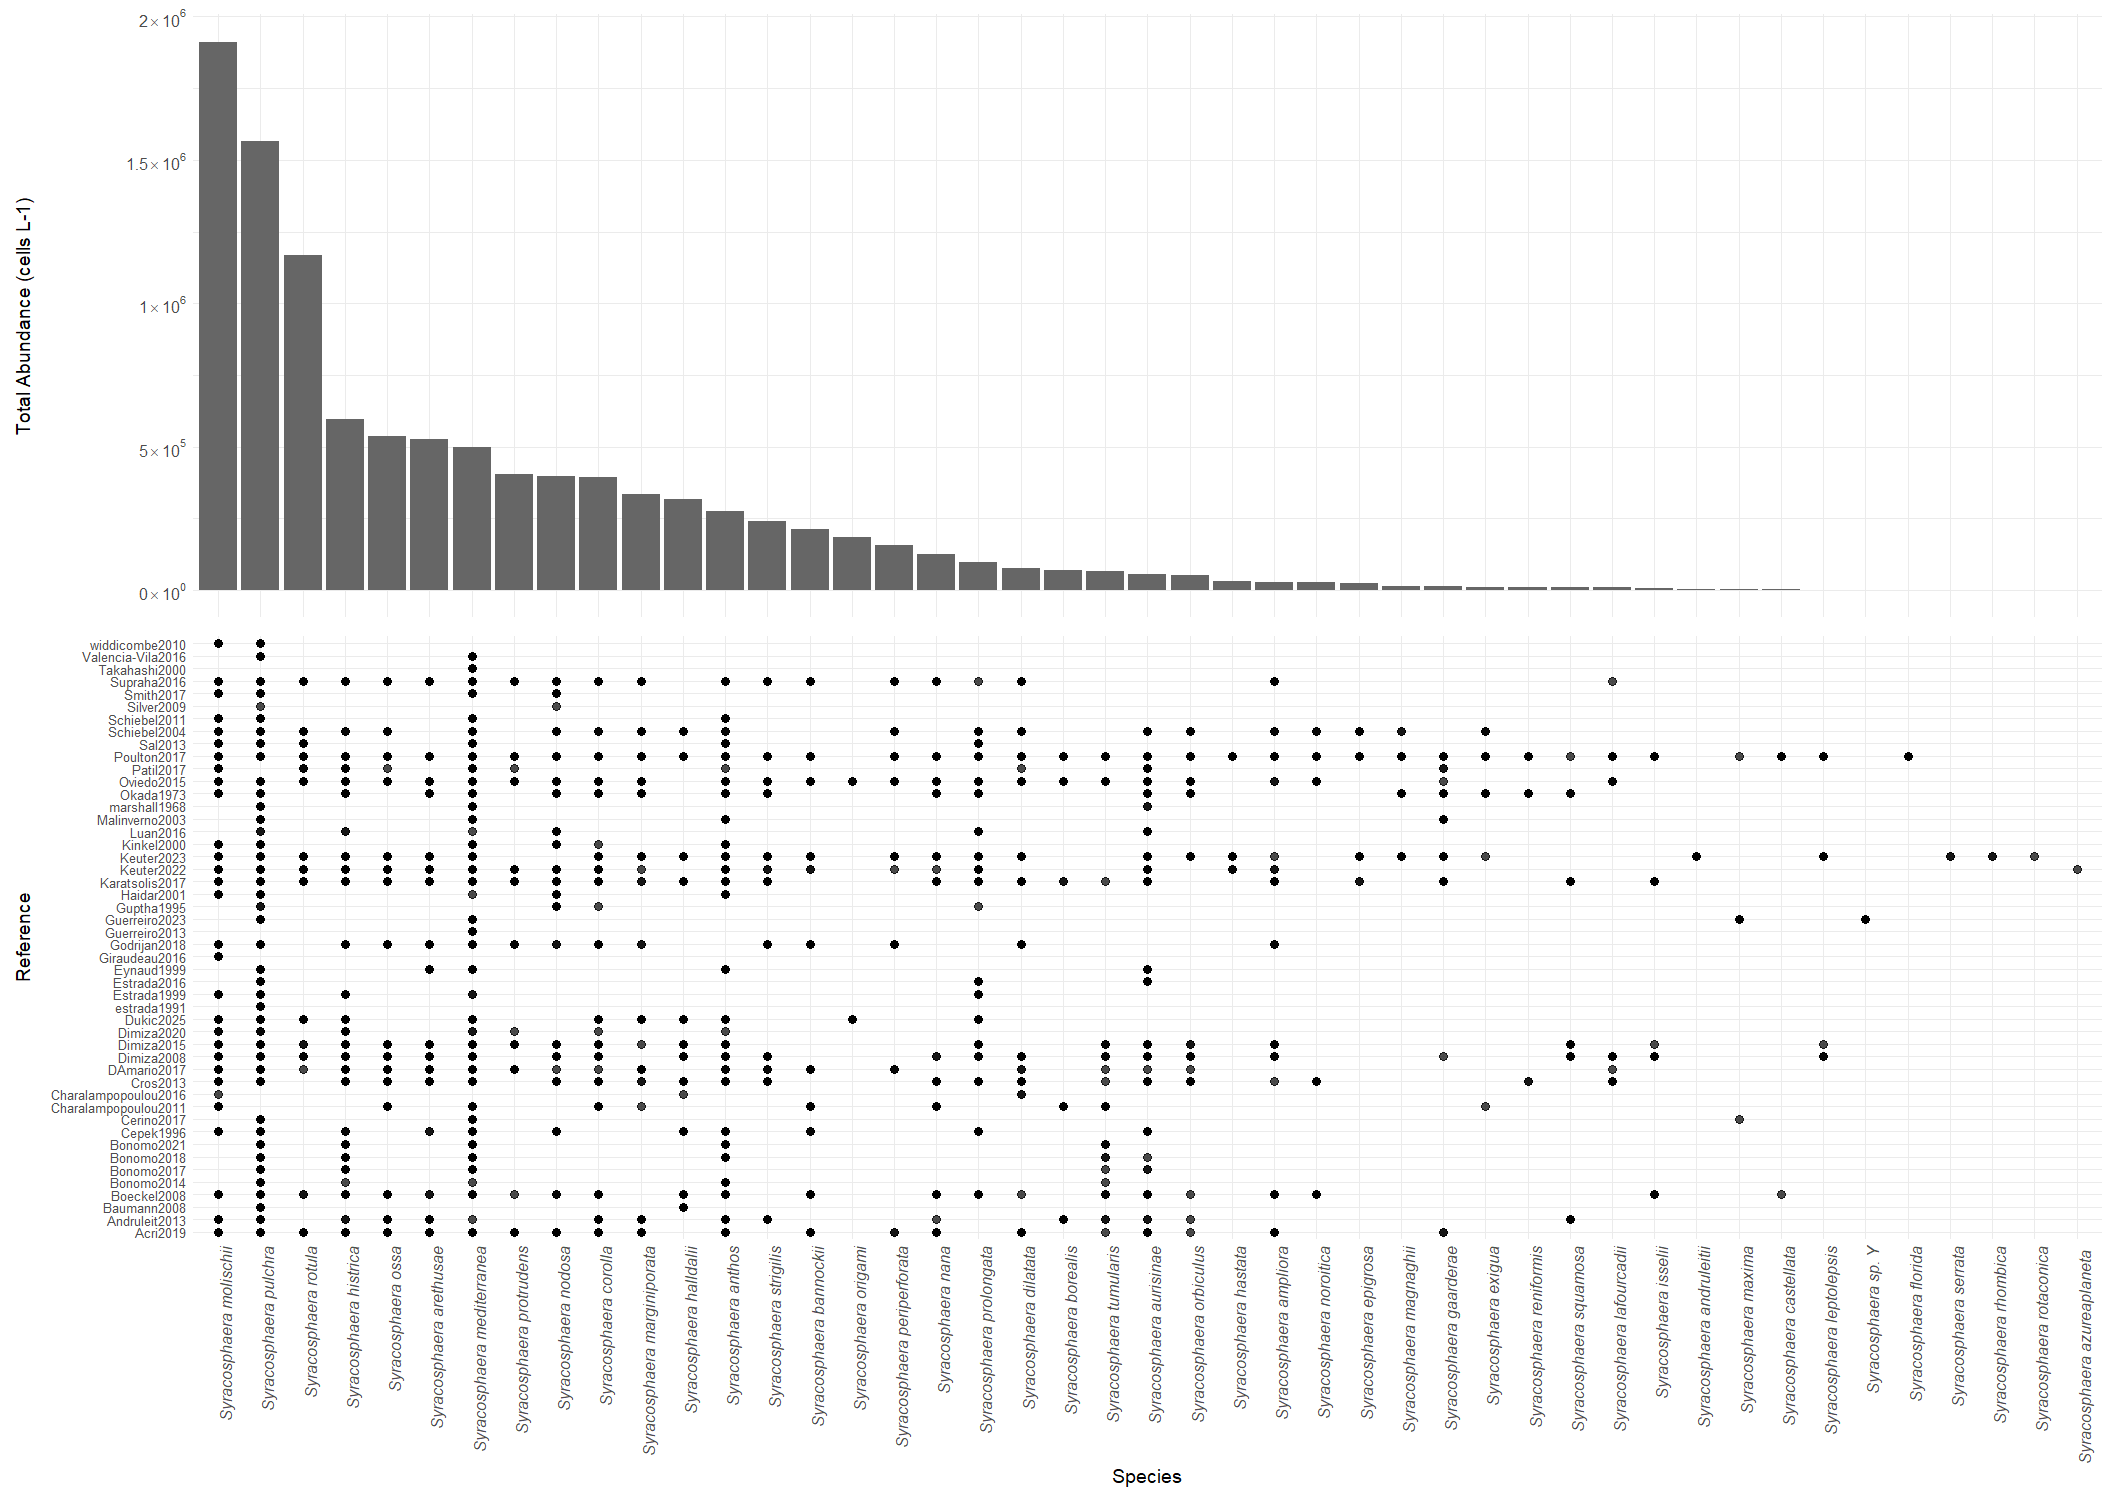 2×10⁶
1.5×10⁶
1×10⁶
5×10⁵
0×10⁰
Total Abundance (cells L-1)
widdicombe2010
Valencia-Vila2016
Takahashi2000
Supraha2016
Smith2017
Silver2009
Schiebel2011
Schiebel2004
Sal2013
Poulton2017
Patil2017
Oviedo2015
Okada1973
marshall1968
Malinverno2003
Luan2016
Kinkel2000
Keuter2023
Keuter2022
Karatsolis2017
Haidar2001
Guptha1995
Guerreiro2023
Guerreiro2013
Godrijan2018
Giraudeau2016
Eynaud1999
Estrada2016
Estrada1999
estrada1991
Dukic2025
Dimiza2020
Dimiza2015
Dimiza2008
DAmario2017
Cros2013
Charalampopoulou2016
Charalampopoulou2011
Cerino2017
Cepek1996
Bonomo2021
Bonomo2018
Bonomo2017
Bonomo2014
Boeckel2008
Baumann2008
Andruleit2013
Acri2019
Reference
Syracosphaera molischii
Syracosphaera pulchra
Syracosphaera rotula
Syracosphaera histrica
Syracosphaera ossa
Syracosphaera arethusae
Syracosphaera mediterranea
Syracosphaera protrudens
Syracosphaera nodosa
Syracosphaera corolla
Syracosphaera marginiporata
Syracosphaera halldalii
Syracosphaera anthos
Syracosphaera strigilis
Syracosphaera bannockii
Syracosphaera origami
Syracosphaera periperforata
Syracosphaera nana
Syracosphaera prolongata
Syracosphaera dilatata
Syracosphaera borealis
Syracosphaera tumularis
Syracosphaera aurisinae
Syracosphaera orbiculus
Syracosphaera hastata
Syracosphaera ampliora
Syracosphaera noroitica
Syracosphaera epigrosa
Syracosphaera magnaghii
Syracosphaera gaarderae
Syracosphaera exigua
Syracosphaera reniformis
Syracosphaera squamosa
Syracosphaera lafourcadii
Syracosphaera isselii
Syracosphaera andruleitii
Syracosphaera maxima
Syracosphaera castellata
Syracosphaera leptolepsis
Syracosphaera sp. Y
Syracosphaera florida
Syracosphaera serrata
Syracosphaera rhombica
Syracosphaera rotaconica
Syracosphaera azureaplaneta
Species